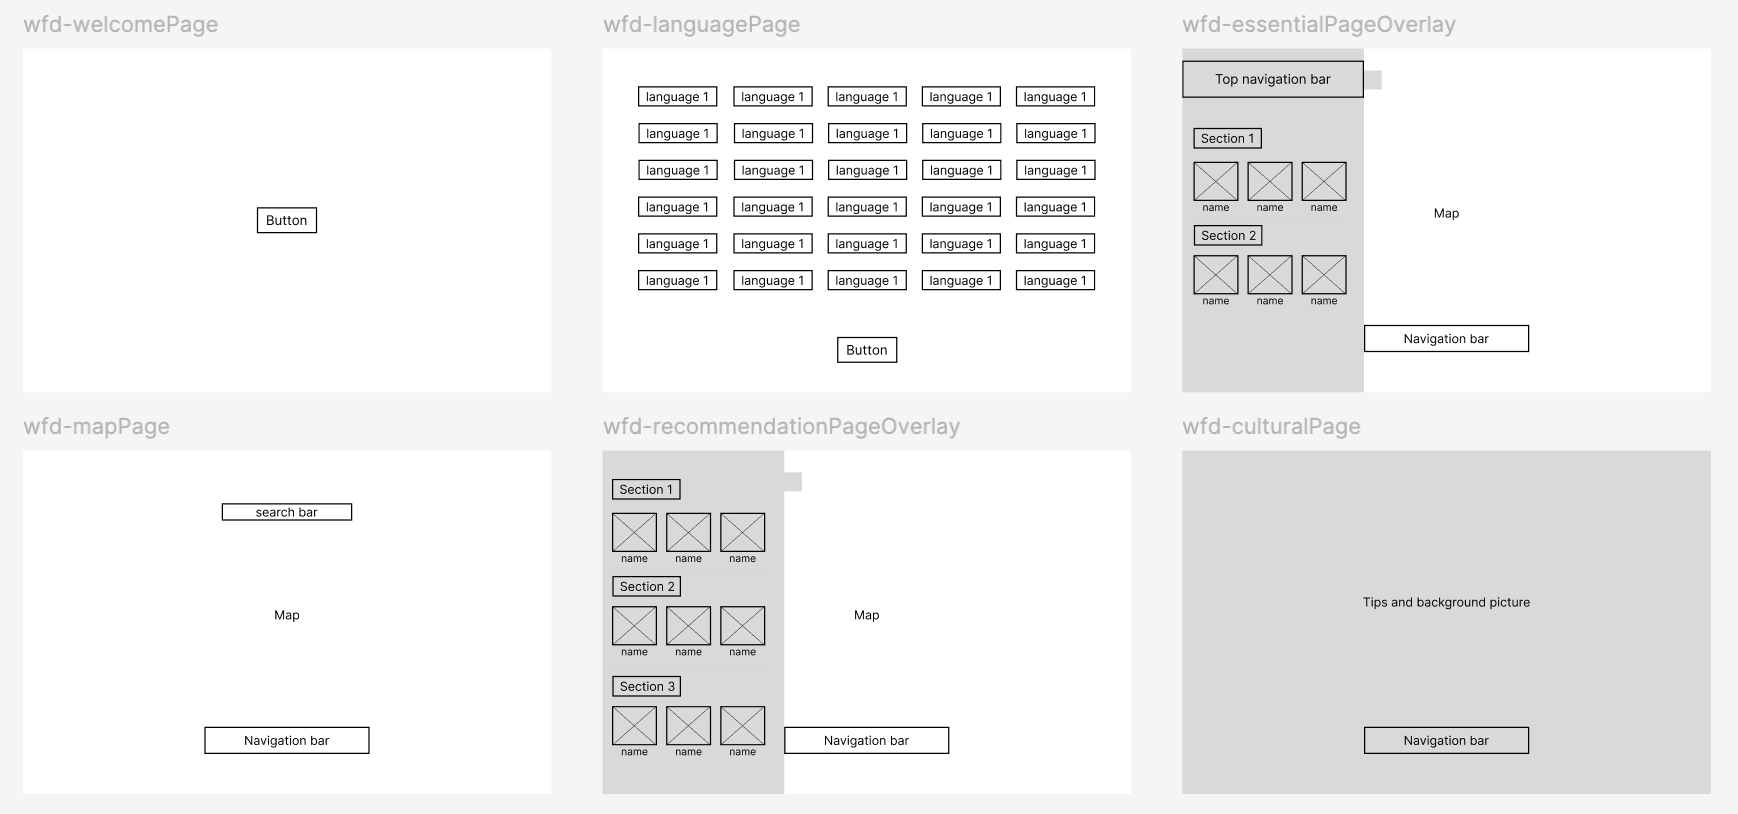 wfd-welcomePage
Button
wfd-languagePage
language 1 language 1 language 1 language 1 language 1
language 1 language 1 language 1 language 1 language 1
language 1 language 1 language 1 language 1 language 1
language 1 language 1 language 1 language 1 language 1
language 1 language 1 language 1 language 1 language 1
language 1 language 1 language 1 language 1 language 1
Button
wfd-essentialPageOverlay
Top navigation bar
Section 1
name name name
Section 2
name name name
Map
Navigation bar
wfd-mapPage
search bar
Map
Navigation bar
wfd-recommendationPageOverlay
Section 1
name name name
Section 2
name name name
Section 3
name name name
Map
Navigation bar
wfd-culturalPage
Tips and background picture
Navigation bar